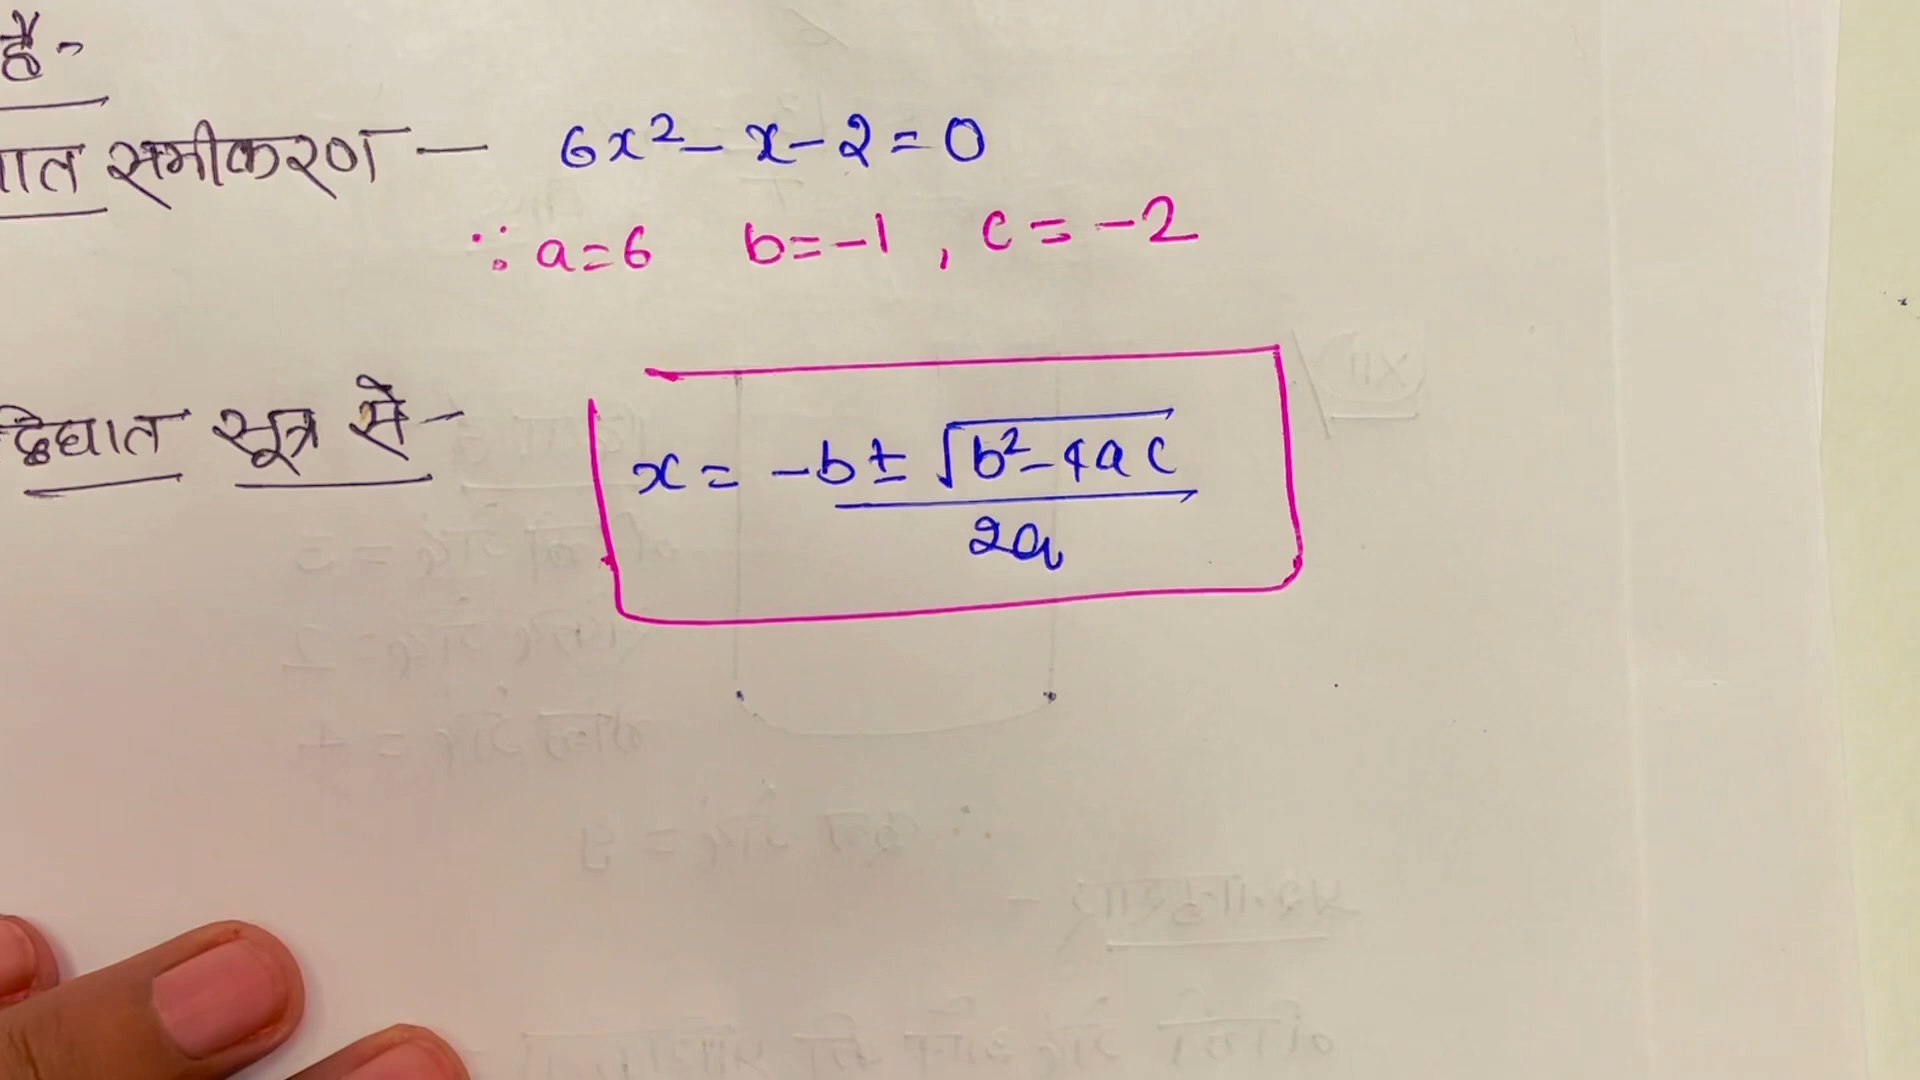 है-
समीकरण — 6x² - x - 2 = 0
∵ a = 6 b = -1 , c = -2
द्विघात सूत्र से-
x = -b ± √b² - 4ac
2a